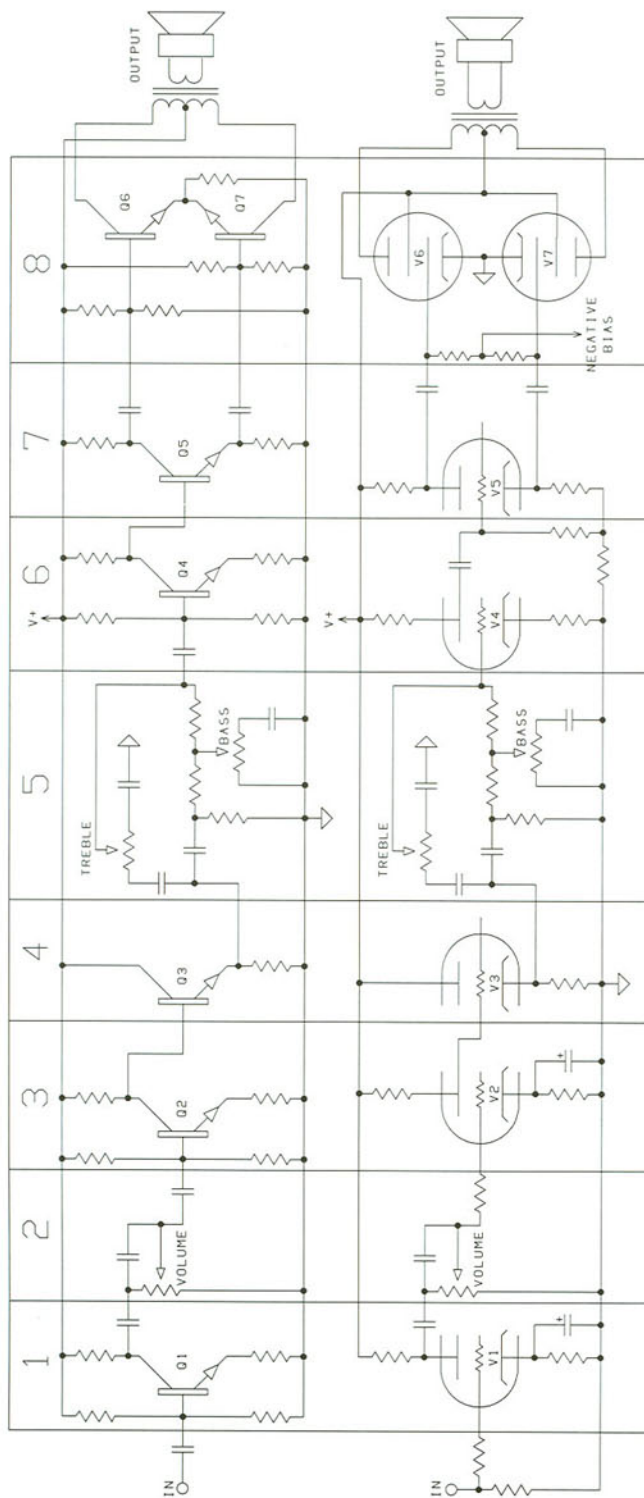 1 2 3 4 5 6 7 8
V+
TREBLE
Q1
VOLUME
Q2
Q3
BASS
Q4
Q5
Q6
Q7
OUTPUT
IN
V+
TREBLE
IN
V1
VOLUME
V2
V3
BASS
V4
V5
V6
V7
NEGATIVE
BIAS
OUTPUT
+
+